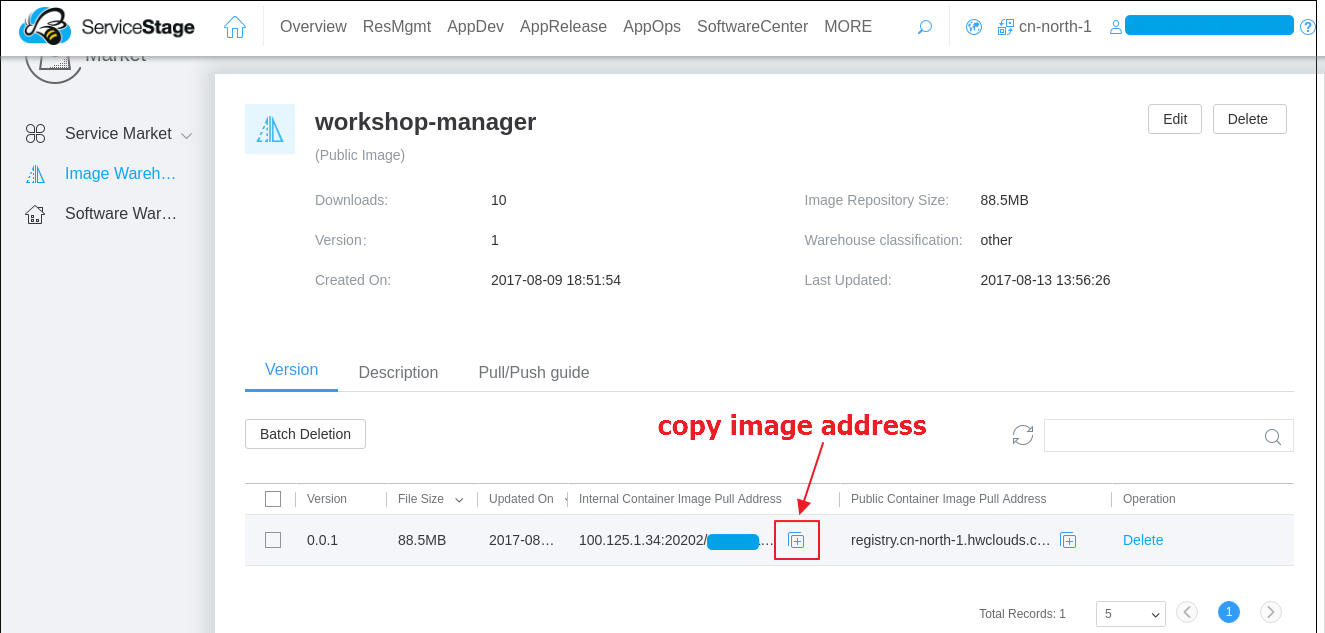 ServiceStage Overview ResMgmt AppDev AppRelease AppOps SoftwareCenter MORE cn-north-1 ?
Market
Service Market
Image Wareh…
Software War…
workshop-manager Edit Delete
(Public Image)
Downloads: 10 Image Repository Size: 88.5MB
Version: 1 Warehouse classification: other
Created On: 2017-08-09 18:51:54 Last Updated: 2017-08-13 13:56:26
Version Description Pull/Push guide
copy image address
Batch Deletion
Version File Size Updated On Internal Container Image Pull Address Public Container Image Pull Address Operation
0.0.1 88.5MB 2017-08… 100.125.1.34:20202/ … registry.cn-north-1.hwclouds.c… Delete
Total Records: 1 5 1